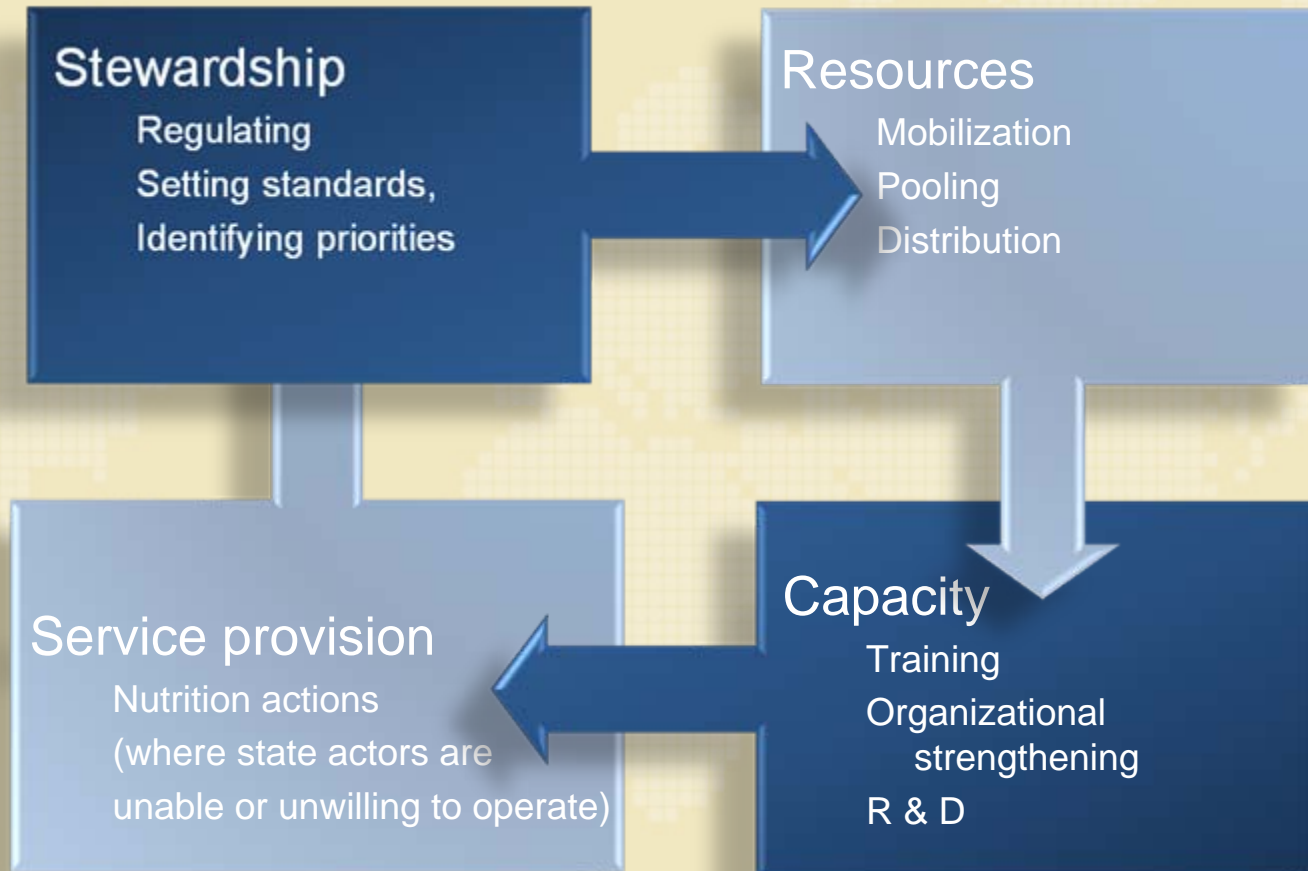 Stewardship
Regulating
Setting standards,
Identifying priorities
Resources
Mobilization
Pooling
Distribution
Service provision
Nutrition actions
(where state actors are
unable or unwilling to operate)
Capacity
Training
Organizational
strengthening
R & D